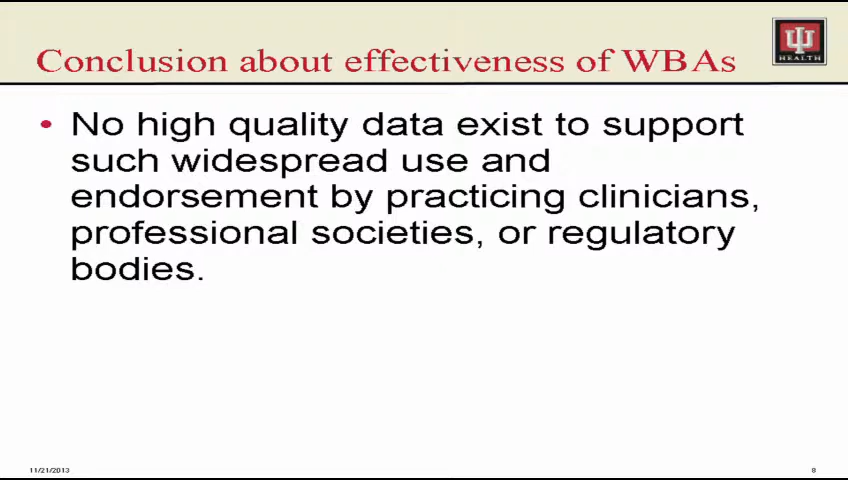 Conclusion about effectiveness of WBAs
HEALTH
• No high quality data exist to support
such widespread use and
endorsement by practicing clinicians,
professional societies, or regulatory
bodies.
11/21/2013
8